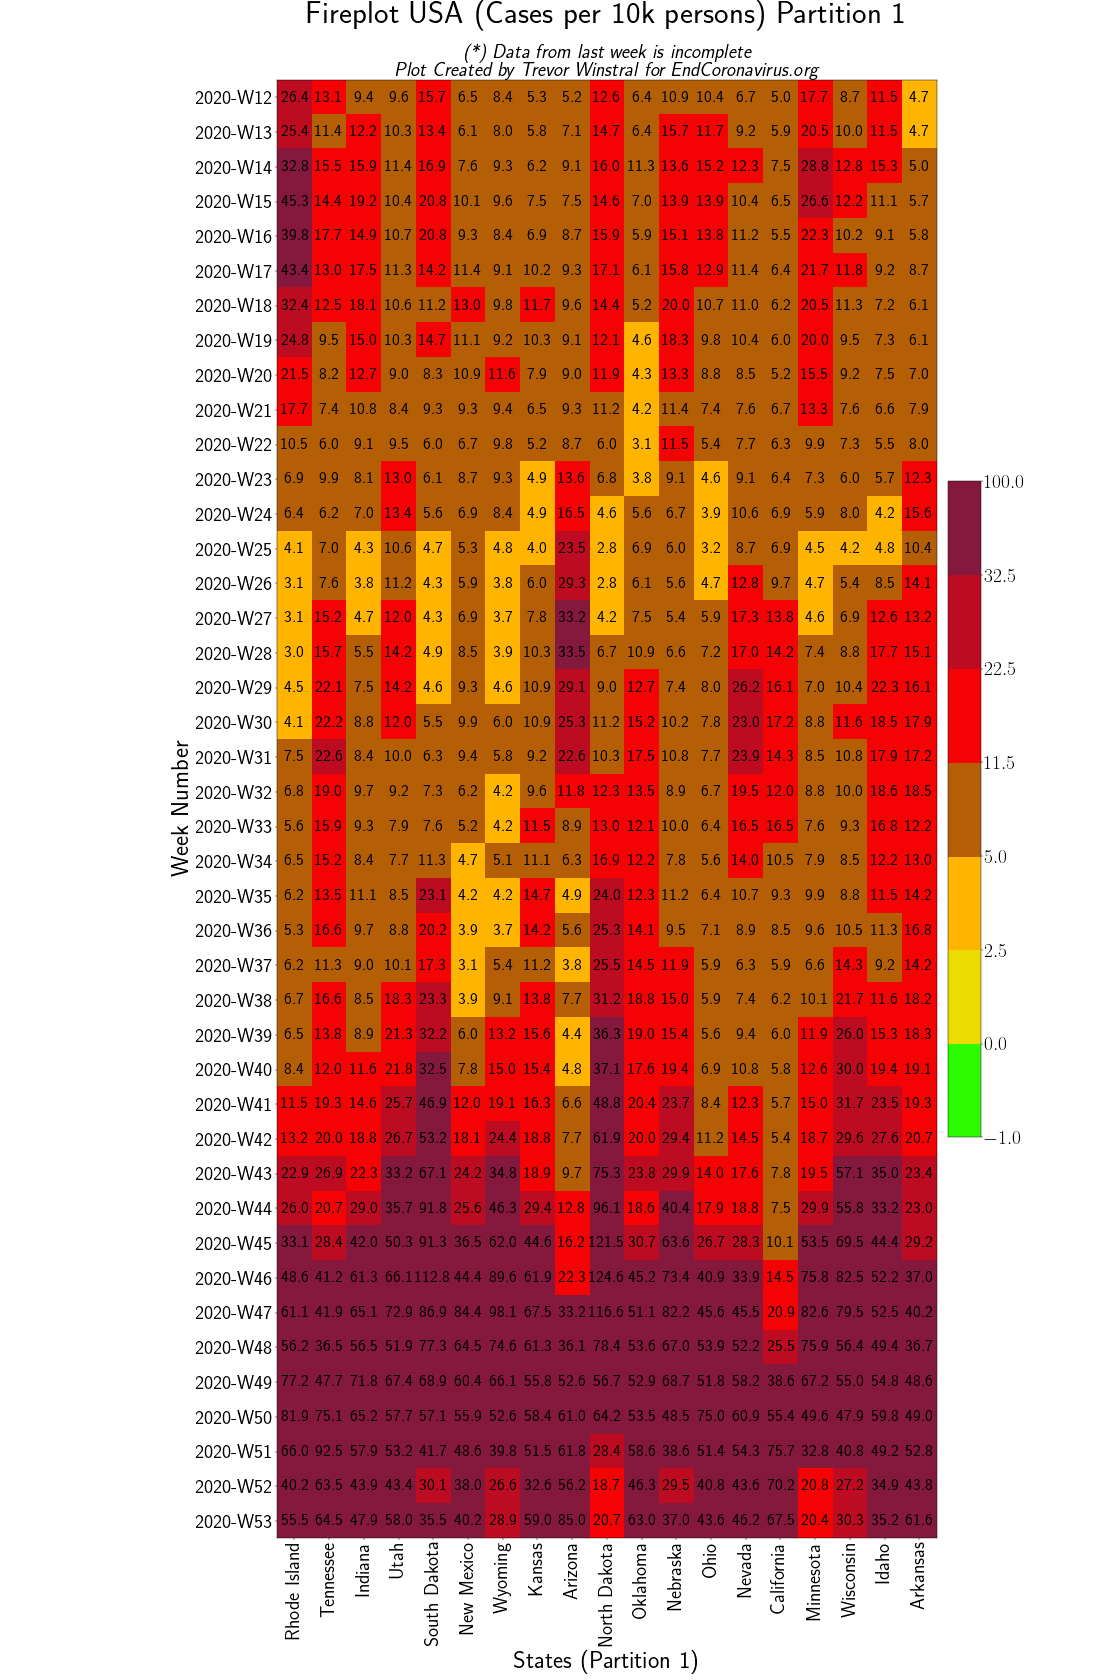 Fireplot USA (Cases per 10k persons) Partition 1
(*) Data from last week is incomplete
Plot Created by Trevor Winstral for EndCoronavirus.org
2020-W12 26.4 13.1 9.4 9.6 15.7 6.5 8.4 5.3 5.2 12.6 6.4 10.9 10.4 6.7 5.0 17.7 8.7 11.5 4.7
2020-W13 25.4 11.4 12.2 10.3 13.4 6.1 8.0 5.8 7.1 14.7 6.4 15.7 11.7 9.2 5.9 20.5 10.0 11.5 4.7
2020-W14 32.8 15.5 15.9 11.4 16.9 7.6 9.3 6.2 9.1 16.0 11.3 13.6 15.2 12.3 7.5 28.8 12.8 15.3 5.0
2020-W15 45.3 14.4 19.2 10.4 20.8 10.1 9.6 7.5 7.5 14.6 7.0 13.9 13.9 10.4 6.5 26.6 12.2 11.1 5.7
2020-W16 39.8 17.7 14.9 10.7 20.8 9.3 8.4 6.9 8.7 15.9 5.9 15.1 13.8 11.2 5.5 22.3 10.2 9.1 5.8
2020-W17 43.4 13.0 17.5 11.3 14.2 11.4 9.1 10.2 9.3 17.1 6.1 15.8 12.9 11.4 6.4 21.7 11.8 9.2 8.7
2020-W18 32.4 12.5 18.1 10.6 11.2 13.0 9.8 11.7 9.6 14.4 5.2 20.0 10.7 11.0 6.2 20.5 11.3 7.2 6.1
2020-W19 24.8 9.5 15.0 10.3 14.7 11.1 9.2 10.3 9.1 12.1 4.6 18.3 9.8 10.4 6.0 20.0 9.5 7.3 6.1
2020-W20 21.5 8.2 12.7 9.0 8.3 10.9 11.6 7.9 9.0 11.9 4.3 13.3 8.8 8.5 5.2 15.5 9.2 7.5 7.0
2020-W21 17.7 7.4 10.8 8.4 9.3 9.3 9.4 6.5 9.3 11.2 4.2 11.4 7.4 7.6 6.7 13.3 7.6 6.6 7.9
2020-W22 10.5 6.0 9.1 9.5 6.0 6.7 9.8 5.2 8.7 6.0 3.1 11.5 5.4 7.7 6.3 9.9 7.3 5.5 8.0
2020-W23 6.9 9.9 8.1 13.0 6.1 8.7 9.3 4.9 13.6 6.8 3.8 9.1 4.6 9.1 6.4 7.3 6.0 5.7 12.3
2020-W24 6.4 6.2 7.0 13.4 5.6 6.9 8.4 4.9 16.5 4.6 5.6 6.7 3.9 10.6 6.9 5.9 8.0 4.2 15.6
2020-W25 4.1 7.0 4.3 10.6 4.7 5.3 4.8 4.0 23.5 2.8 6.9 6.0 3.2 8.7 6.9 4.5 4.2 4.8 10.4
2020-W26 3.1 7.6 3.8 11.2 4.3 5.9 3.8 6.0 29.3 2.8 6.1 5.6 4.7 12.8 9.7 4.7 5.4 8.5 14.1
2020-W27 3.1 15.2 4.7 12.0 4.3 6.9 3.7 7.8 33.2 4.2 7.5 5.4 5.9 17.3 13.8 4.6 6.9 12.6 13.2
2020-W28 3.0 15.7 5.5 14.2 4.9 8.5 3.9 10.3 33.5 6.7 10.9 6.6 7.2 17.0 14.2 7.4 8.8 17.7 15.1
2020-W29 4.5 22.1 7.5 14.2 4.6 9.3 4.6 10.9 29.1 9.0 12.7 7.4 8.0 26.2 16.1 7.0 10.4 22.3 16.1
2020-W30 4.1 22.2 8.8 12.0 5.5 9.9 6.0 10.9 25.3 11.2 15.2 10.2 7.8 23.0 17.2 8.8 11.6 18.5 17.9
2020-W31 7.5 22.6 8.4 10.0 6.3 9.4 5.8 9.2 22.6 10.3 17.5 10.8 7.7 23.9 14.3 8.5 10.8 17.9 17.2
2020-W32 6.8 19.0 9.7 9.2 7.3 6.2 4.2 9.6 11.8 12.3 13.5 8.9 6.7 19.5 12.0 8.8 10.0 18.6 18.5
2020-W33 5.6 15.9 9.3 7.9 7.6 5.2 4.2 11.5 8.9 13.0 12.1 10.0 6.4 16.5 16.5 7.6 9.3 16.8 12.2
2020-W34 6.5 15.2 8.4 7.7 11.3 4.7 5.1 11.1 6.3 16.9 12.2 7.8 5.6 14.0 10.5 7.9 8.5 12.2 13.0
2020-W35 6.2 13.5 11.1 8.5 23.1 4.2 4.2 14.7 4.9 24.0 12.3 11.2 6.4 10.7 9.3 9.9 8.8 11.5 14.2
2020-W36 5.3 16.6 9.7 8.8 20.2 3.9 3.7 14.2 5.6 25.3 14.1 9.5 7.1 8.9 8.5 9.6 10.5 11.3 16.8
2020-W37 6.2 11.3 9.0 10.1 17.3 3.1 5.4 11.2 3.8 25.5 14.5 11.9 5.9 6.3 5.9 6.6 14.3 9.2 14.2
2020-W38 6.7 16.6 8.5 18.3 23.3 3.9 9.1 13.8 7.7 31.2 18.8 15.0 5.9 7.4 6.2 10.1 21.7 11.6 18.2
2020-W39 6.5 13.8 8.9 21.3 32.2 6.0 13.2 15.6 4.4 36.3 19.0 15.4 5.6 9.4 6.0 11.9 26.0 15.3 18.3
2020-W40 8.4 12.0 11.6 21.8 32.5 7.8 15.0 15.4 4.8 37.1 17.6 19.4 6.9 10.8 5.8 12.6 30.0 19.4 19.1
2020-W41 11.5 19.3 14.6 25.7 46.9 12.0 19.1 16.3 6.6 48.8 20.4 23.7 8.4 12.3 5.7 15.0 31.7 23.5 19.3
2020-W42 13.2 20.0 18.8 26.7 53.2 18.1 24.4 18.8 7.7 61.9 20.0 29.4 11.2 14.5 5.4 18.7 29.6 27.6 20.7
2020-W43 22.9 26.9 22.3 33.2 67.1 24.2 34.8 18.9 9.7 75.3 23.8 29.9 14.0 17.6 7.8 19.5 57.1 35.0 23.4
2020-W44 26.0 20.7 29.0 35.7 91.8 25.6 46.3 29.4 12.8 96.1 18.6 40.4 17.9 18.8 7.5 29.9 55.8 33.2 23.0
2020-W45 33.1 28.4 42.0 50.3 91.3 36.5 62.0 44.6 16.2 121.5 30.7 63.6 26.7 28.3 10.1 53.5 69.5 44.4 29.2
2020-W46 48.6 41.2 61.3 66.1 112.8 44.4 89.6 61.9 22.3 124.6 45.2 73.4 40.9 33.9 14.5 75.8 82.5 52.2 37.0
2020-W47 61.1 41.9 65.1 72.9 86.9 84.4 98.1 67.5 33.2 116.6 51.1 82.2 45.6 45.5 20.9 82.6 79.5 52.5 40.2
2020-W48 56.2 36.5 56.5 51.9 77.3 64.5 74.6 61.3 36.1 78.4 53.6 67.0 53.9 52.2 25.5 75.9 56.4 49.4 36.7
2020-W49 77.2 47.7 71.8 67.4 68.9 60.4 66.1 55.8 52.6 56.7 52.9 68.7 51.8 58.2 38.6 67.2 55.0 54.8 48.6
2020-W50 81.9 75.1 65.2 57.7 57.1 55.9 52.6 58.4 61.0 64.2 53.5 48.5 75.0 60.9 55.4 49.6 47.9 59.8 49.0
2020-W51 66.0 92.5 57.9 53.2 41.7 48.6 39.8 51.5 61.8 28.4 58.6 38.6 51.4 54.3 75.7 32.8 40.8 49.2 52.8
2020-W52 40.2 63.5 43.9 43.4 30.1 38.0 26.6 32.6 56.2 18.7 46.3 29.5 40.8 43.6 70.2 20.8 27.2 34.9 43.8
2020-W53 55.5 64.5 47.9 58.0 35.5 40.2 28.9 59.0 85.0 20.7 63.0 37.0 43.6 46.2 67.5 20.4 30.3 35.2 61.6
Week Number
Rhode Island
Tennessee
Indiana
Utah
South Dakota
New Mexico
Wyoming
Kansas
Arizona
North Dakota
Oklahoma
Nebraska
Ohio
Nevada
California
Minnesota
Wisconsin
Idaho
Arkansas
States (Partition 1)
100.0
32.5
22.5
11.5
5.0
2.5
0.0
−1.0